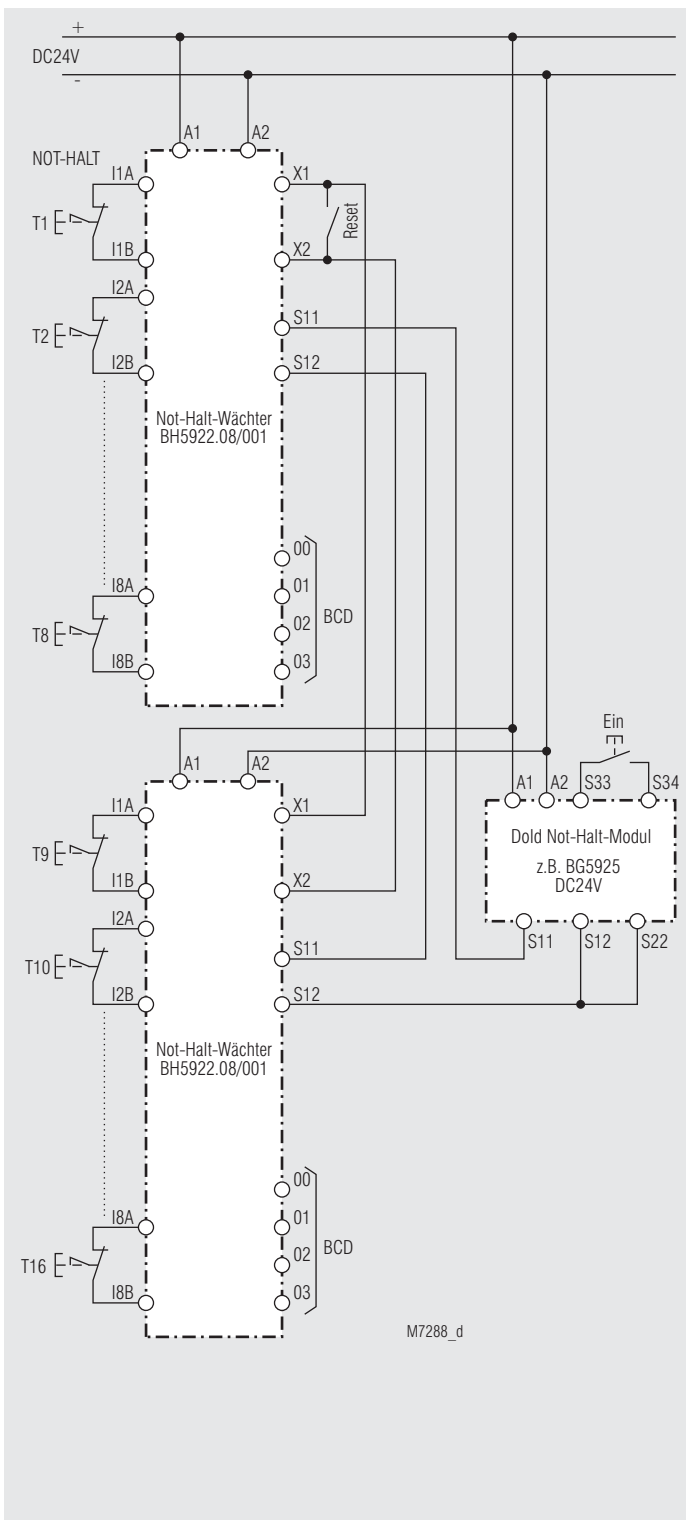 +
DC24V
-
A1 A2
NOT-HALT
I1A X1
T1 Reset
I1B X2
I2A
S11
T2
I2B S12
Not-Halt-Wächter
BH5922.08/001
00
I8A 01
BCD
T8 02
I8B 03
Ein
A1 A2
A1 A2 S33 S34
I1A X1
Dold Not-Halt-Modul
T9
z.B. BG5925
DC24V
I1B X2
I2A
S11 S12 S22
S11
T10
I2B S12
Not-Halt-Wächter
BH5922.08/001
00
I8A 01
BCD
T16 02
I8B 03
M7288_d